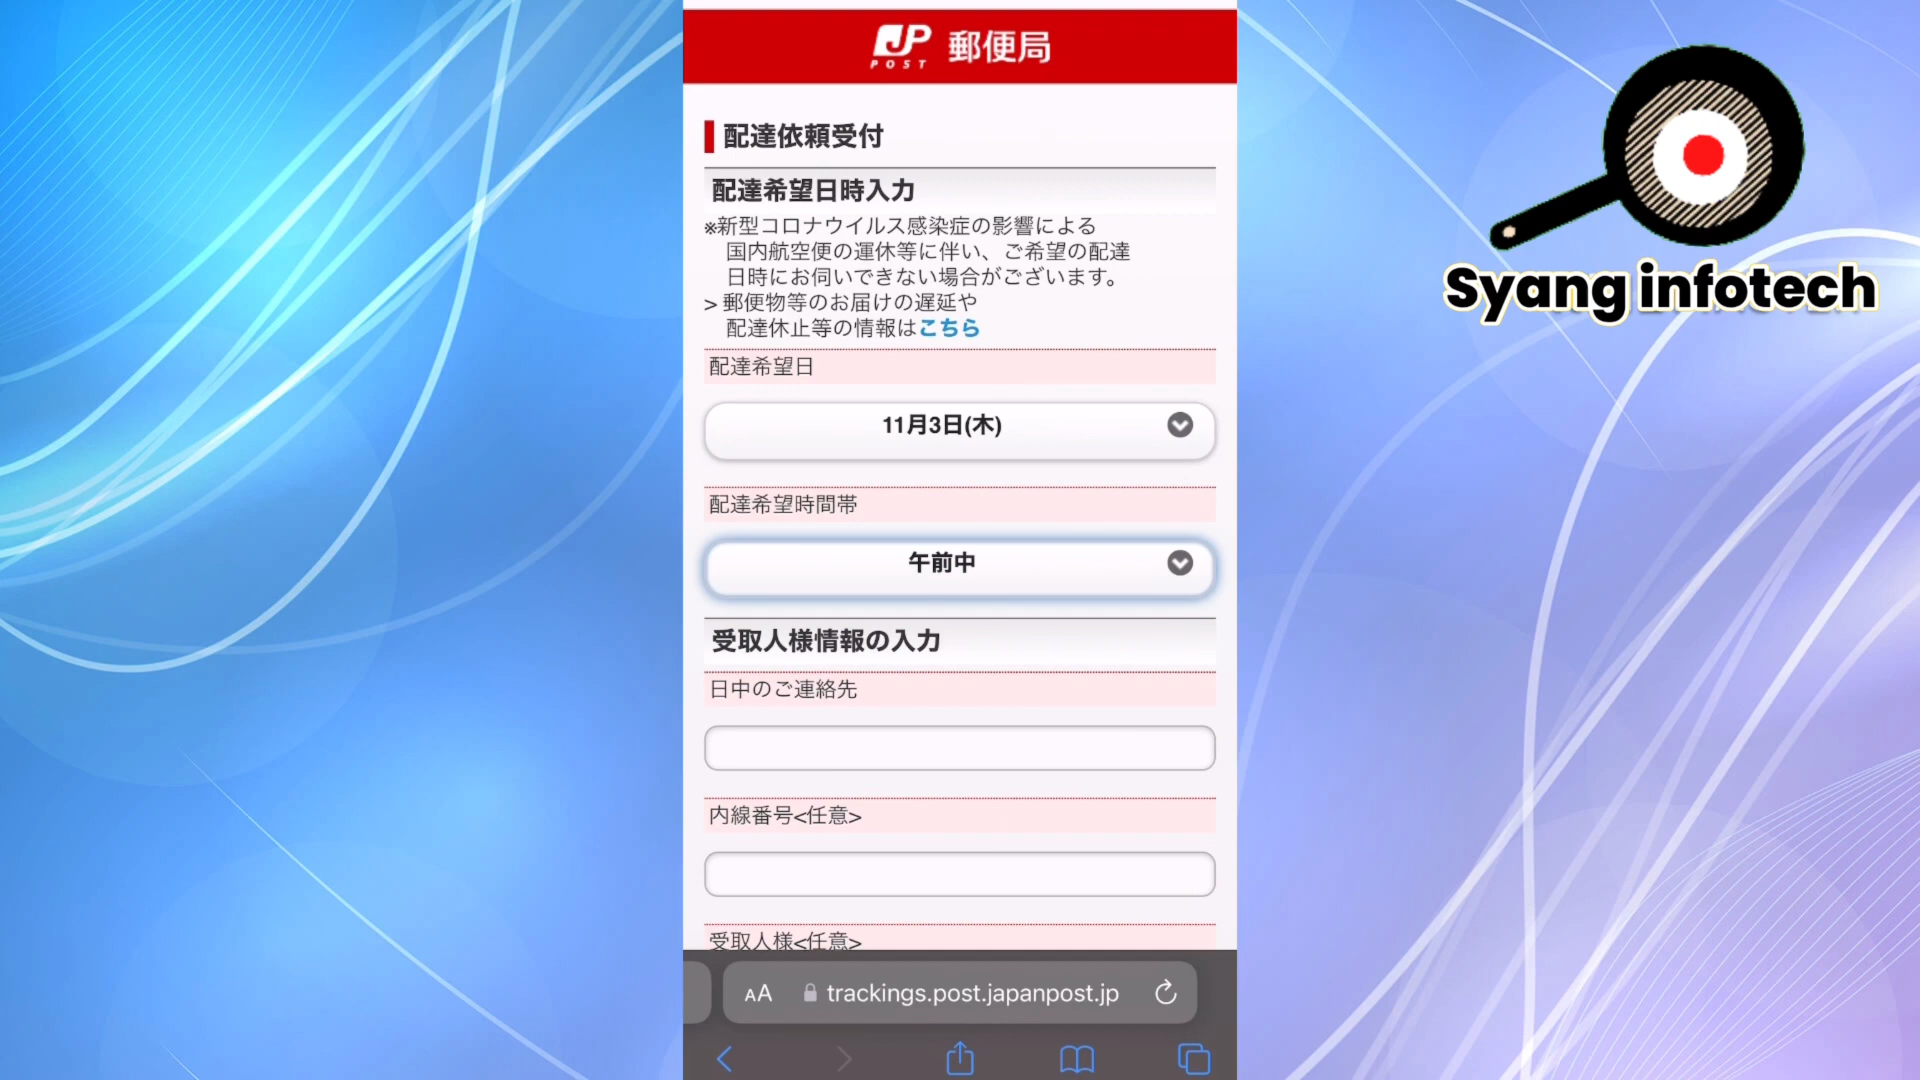 JP
POST
郵便局
Syang infotech
配達依頼受付
配達希望日時入力
※新型コロナウイルス感染症の影響による
国内航空便の運休等に伴い、ご希望の配達
日時にお伺いできない場合がございます。
> 郵便物等のお届けの遅延や
配達休止等の情報はこちら
配達希望日
11月3日(木)
配達希望時間帯
午前中
受取人様情報の入力
日中のご連絡先
内線番号<任意>
受取人様<任意>
AA
trackings.post.japanpost.jp